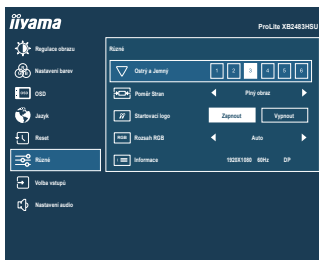 iiyama
ProLite XB2483HSU
Regulace obrazu
Nastavení barev
OSD
Jazyk
Reset
Různé
Volba vstupů
Nastavení audio
Různé
Ostrý a Jemný 1 2 3 4 5 6
Poměr Stran Plný obraz
Startovací logo Zapnout Vypnout
RGB Rozsah RGB Auto
Informace 1920X1080 60Hz DP